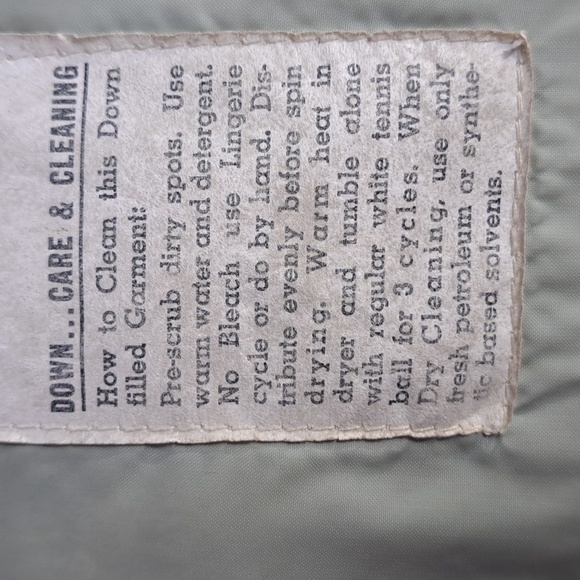 DOWN...CARE & CLEANING
How to Clean this Down
filled Garment:
Pre-scrub dirty spots. Use
warm water and detergent.
No Bleach use Lingerie
cycle or do by hand. Dis-
tribute evenly before spin
drying. Warm heat in
dryer and tumble alone
with regular white tennis
ball for 3 cycles. When
Dry Cleaning, use only
fresh petroleum or synthe-
tic based solvents.